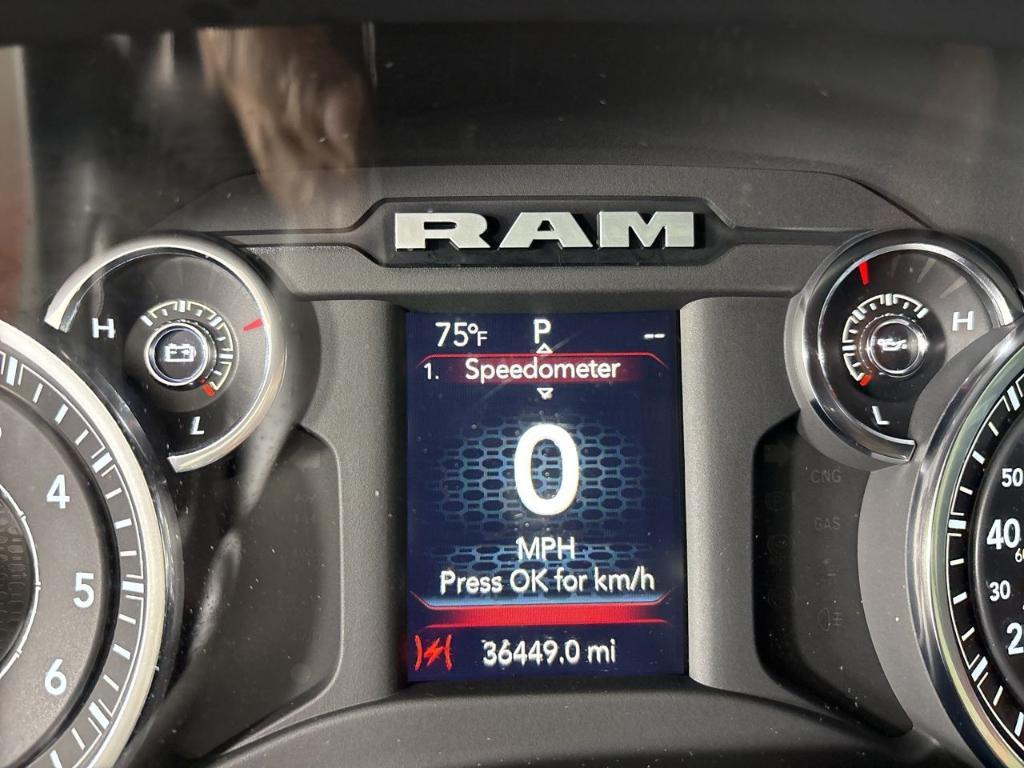 RAM
75°F P --
1. Speedometer
0
MPH
Press OK for km/h
36449.0 mi
H
L
H
L
4
5
6
CNG
GAS
50
40
30